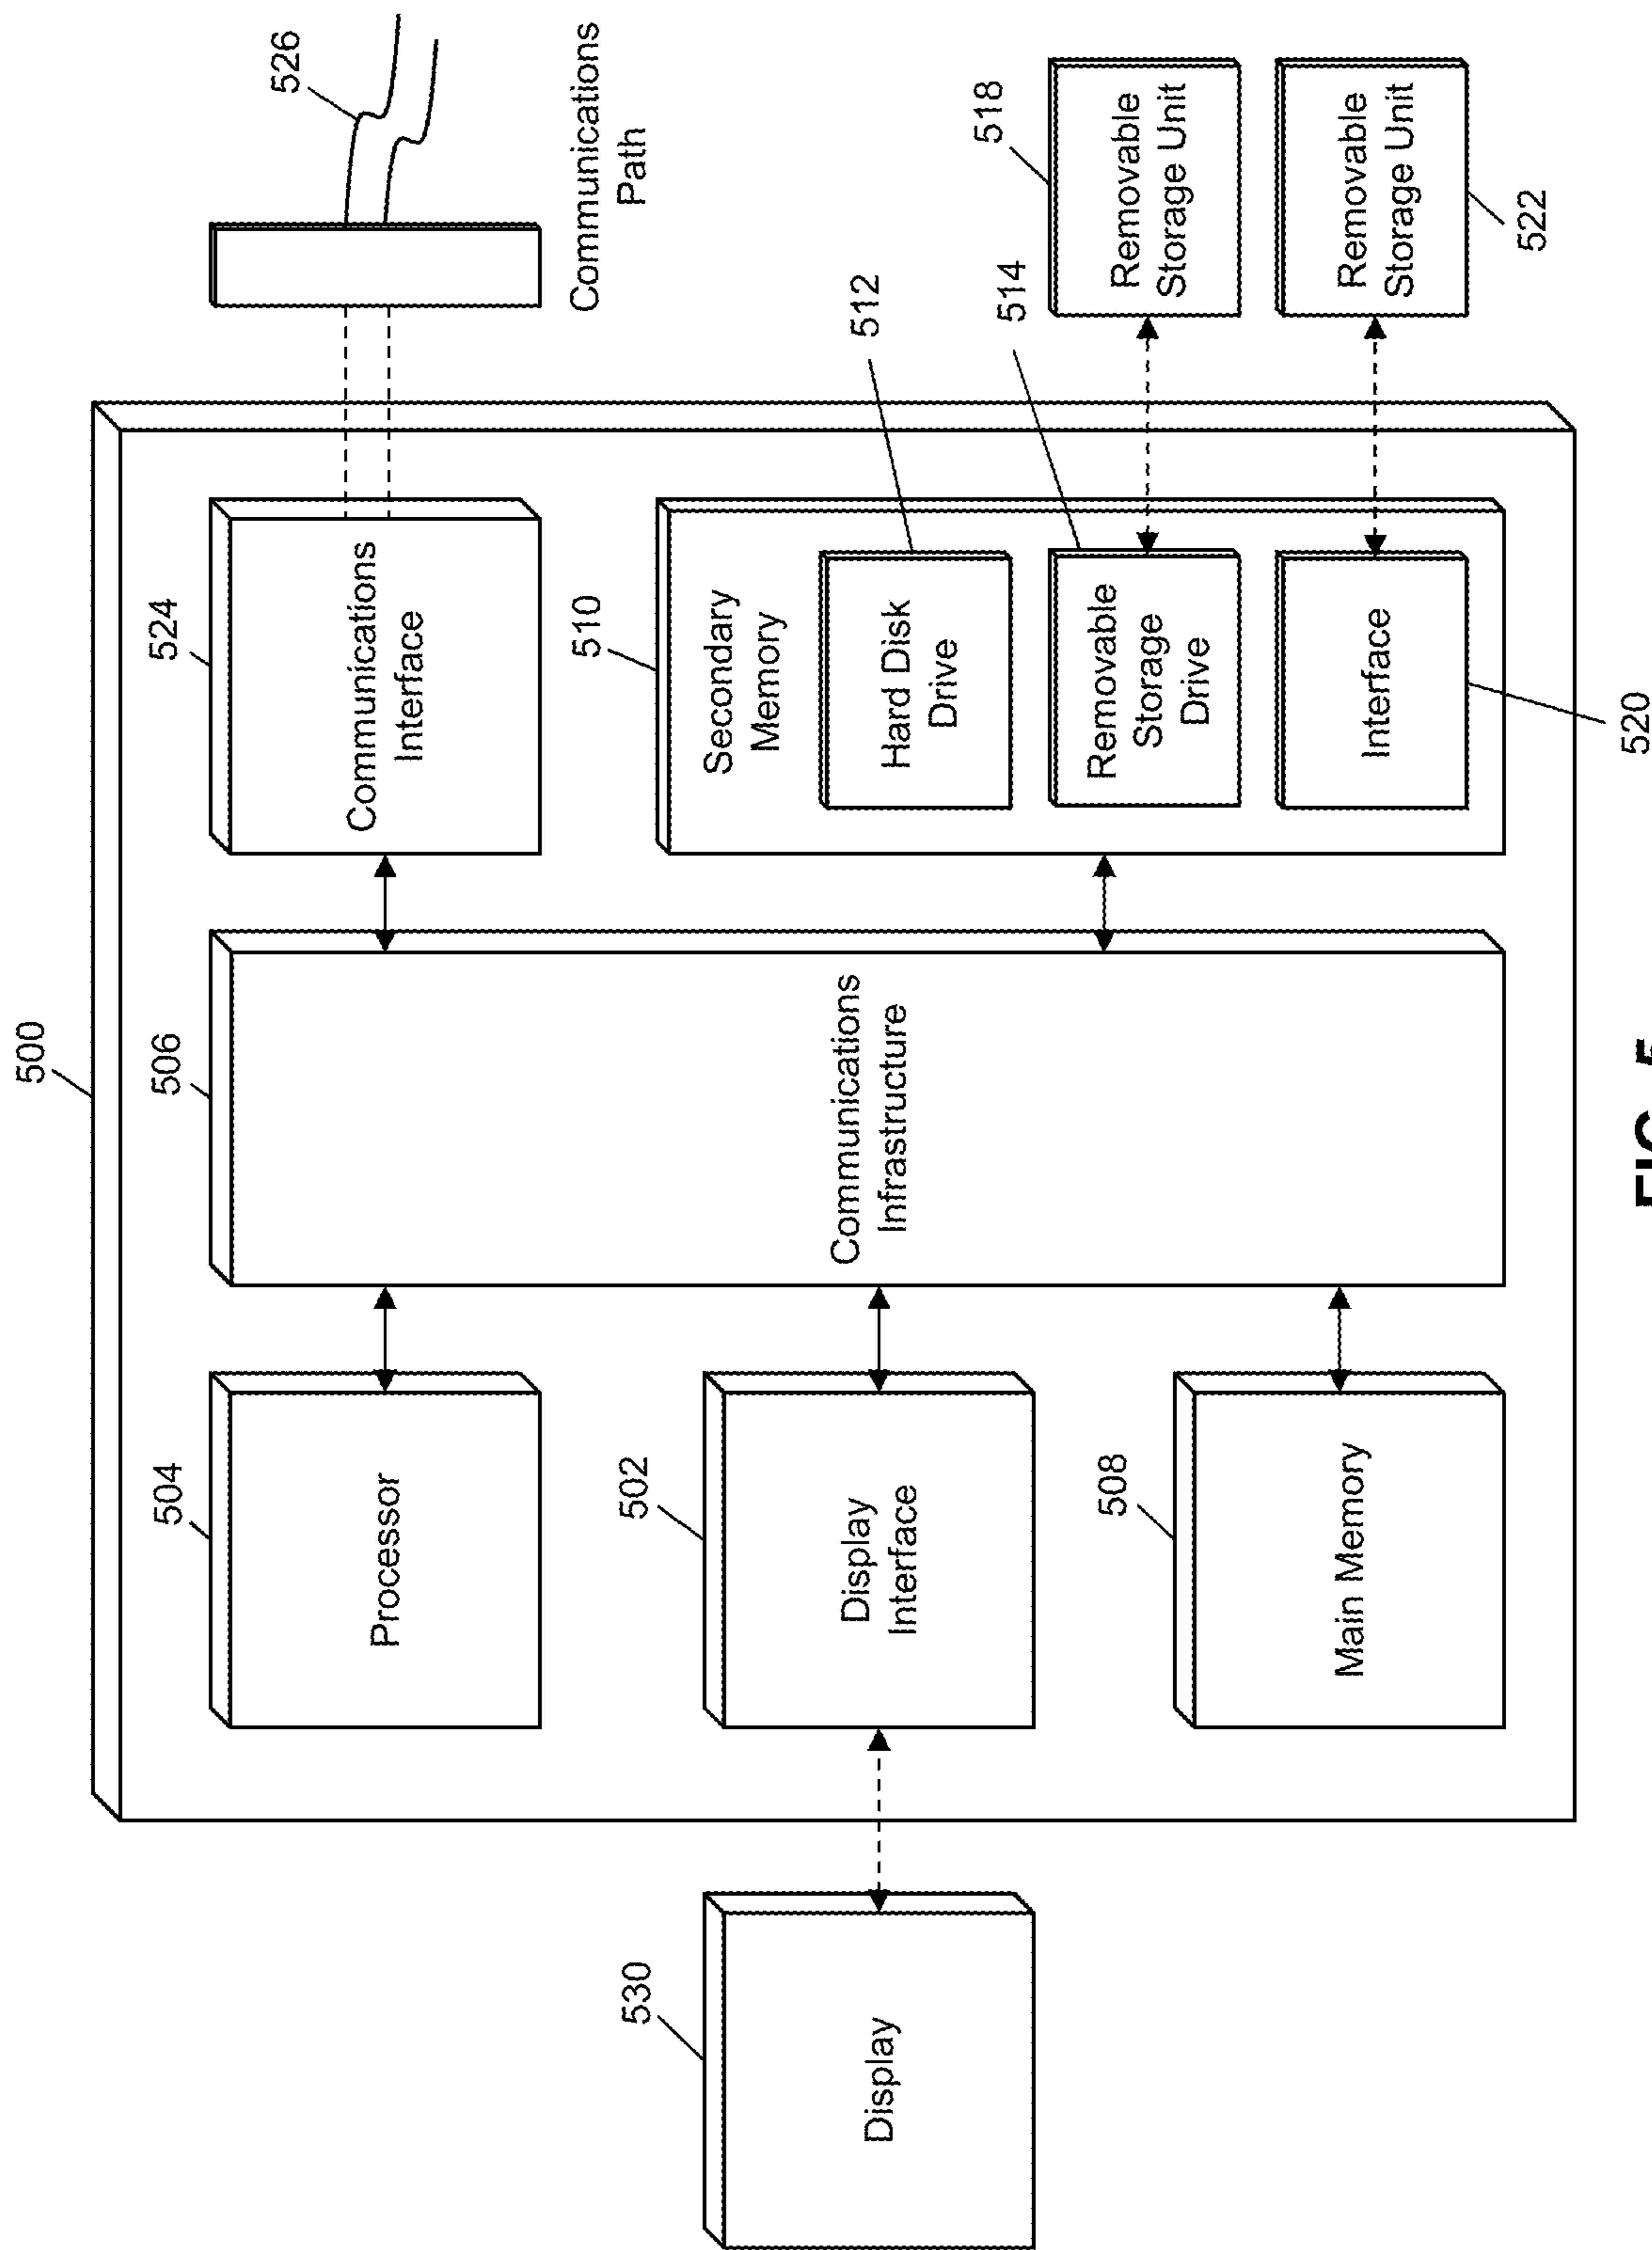 500
504
Processor
502
Display
Interface
508
Main Memory
530
Display
506
Communications
Infrastructure
524
Communications
Interface
510
Secondary
Memory
512
Hard Disk
Drive
514
Removable
Storage
Drive
520
Interface
526
Communications
Path
518
Removable
Storage Unit
522
Removable
Storage Unit